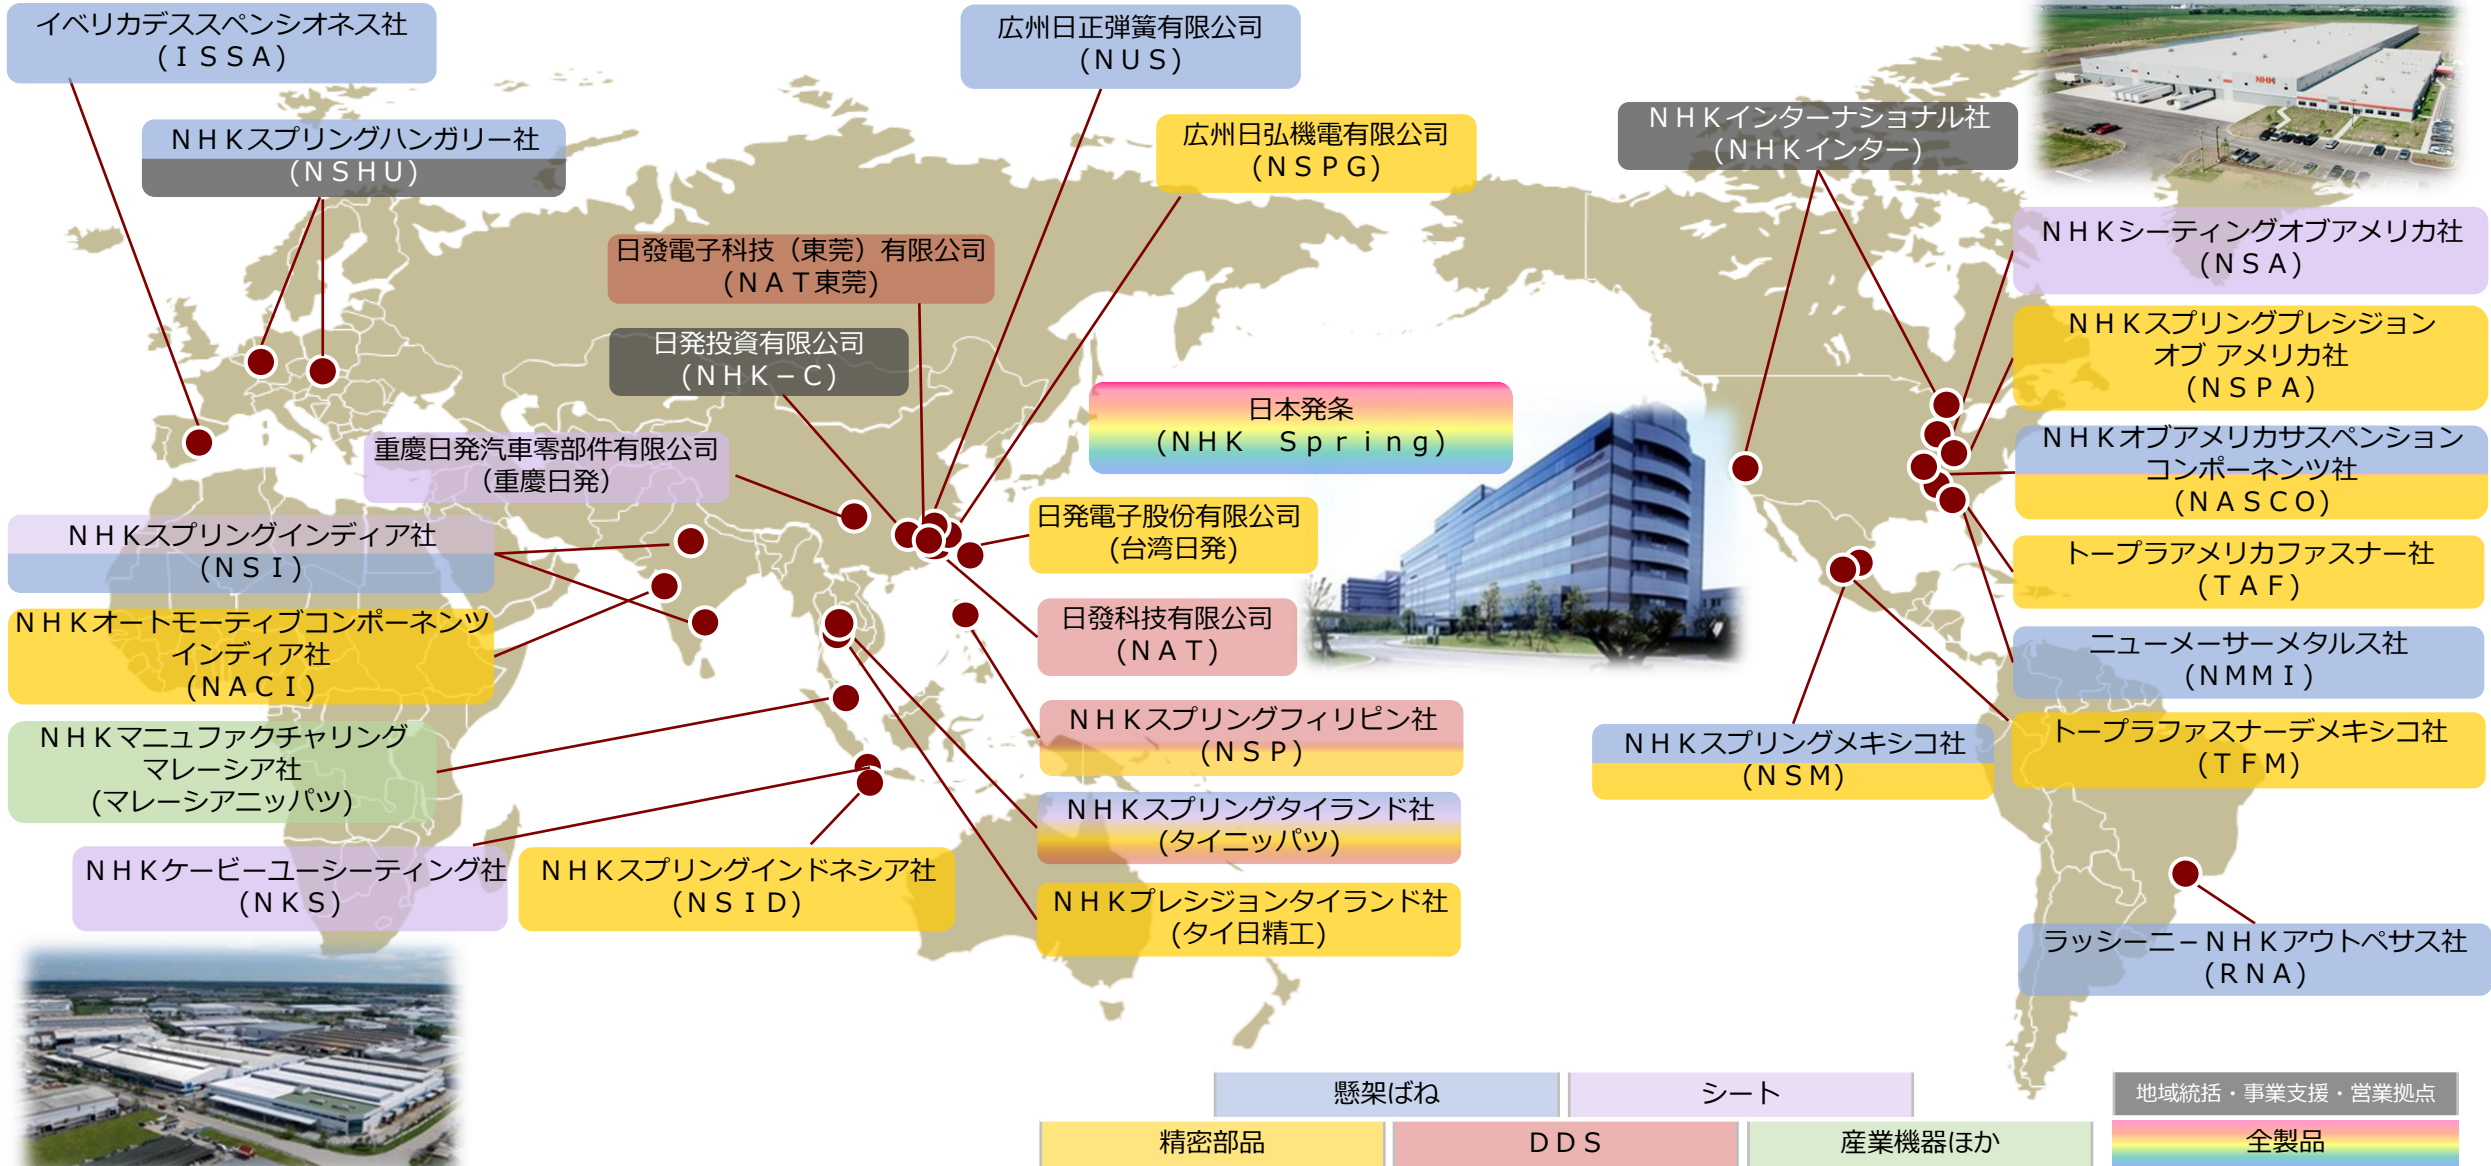 イベリカデススペンシオネス社
(ＩＳＳＡ)
ＮＨＫスプリングハンガリー社
(ＮＳＨＵ)
広州日正弾簧有限公司
(ＮＵＳ)
広州日弘機電有限公司
(ＮＳＰＧ)
日發電子科技（東莞）有限公司
(ＮＡＴ東莞)
日発投資有限公司
(ＮＨＫ－Ｃ)
重慶日発汽車零部件有限公司
(重慶日発)
日本発条
(ＮＨＫ　Ｓｐｒｉｎｇ)
ＮＨＫスプリングインディア社
(ＮＳＩ)
ＮＨＫオートモーティブコンポーネンツ
インディア社
(ＮＡＣＩ)
ＮＨＫマニュファクチャリング
マレーシア社
(マレーシアニッパツ)
ＮＨＫケービーユーシーティング社
(ＮＫＳ)
ＮＨＫスプリングインドネシア社
(ＮＳＩＤ)
日発電子股份有限公司
(台湾日発)
日發科技有限公司
(ＮＡＴ)
ＮＨＫスプリングフィリピン社
(ＮＳＰ)
ＮＨＫスプリングタイランド社
(タイニッパツ)
ＮＨＫプレシジョンタイランド社
(タイ日精工)
ＮＨＫインターナショナル社
(ＮＨＫインター)
NHK
ＮＨＫシーティングオブアメリカ社
(ＮＳＡ)
ＮＨＫスプリングプレシジョン
オブ アメリカ社
(ＮＳＰＡ)
ＮＨＫオブアメリカサスペンション
コンポーネンツ社
(ＮＡＳＣＯ)
トープラアメリカファスナー社
(ＴＡＦ)
ニューメーサーメタルス社
(ＮＭＭＩ)
ＮＨＫスプリングメキシコ社
(ＮＳＭ)
トープラファスナーデメキシコ社
(ＴＦＭ)
ラッシーニ－ＮＨＫアウトペサス社
(ＲＮＡ)
懸架ばね
シート
地域統括・事業支援・営業拠点
精密部品
ＤＤＳ
産業機器ほか
全製品